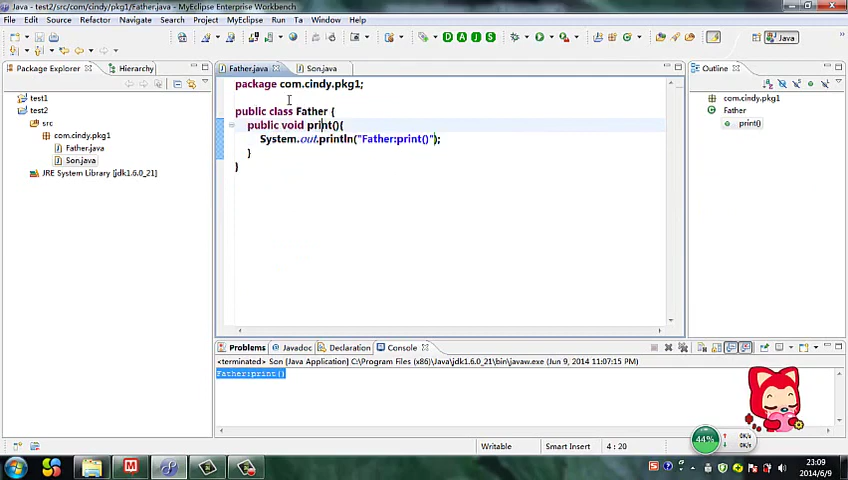 Java - test2/src/com/cindy/pkg1/Father.java - MyEclipse Enterprise Workbench
File Edit Source Refactor Navigate Search Project MyEclipse Run Window Help
Java
Package Explorer Hierarchy
test1
test2
src
com.cindy.pkg1
Father.java
Son.java
JRE System Library [jdk1.6.0_21]
Father.java Son.java
package com.cindy.pkg1;
public class Father {
public void print(){
System.out.println("Father:print()");
}
}
Outline
com.cindy.pkg1
Father
print()
Problems Javadoc Declaration Console
<terminated> Son [Java Application] C:\Program Files (x86)\Java\jdk1.6.0_21\bin\javaw.exe (Jun 9, 2014 11:07:15 PM)
Father:print()
44% 0K/s
0K/s
Writable Smart Insert 4 : 20
23:09
2014/6/9